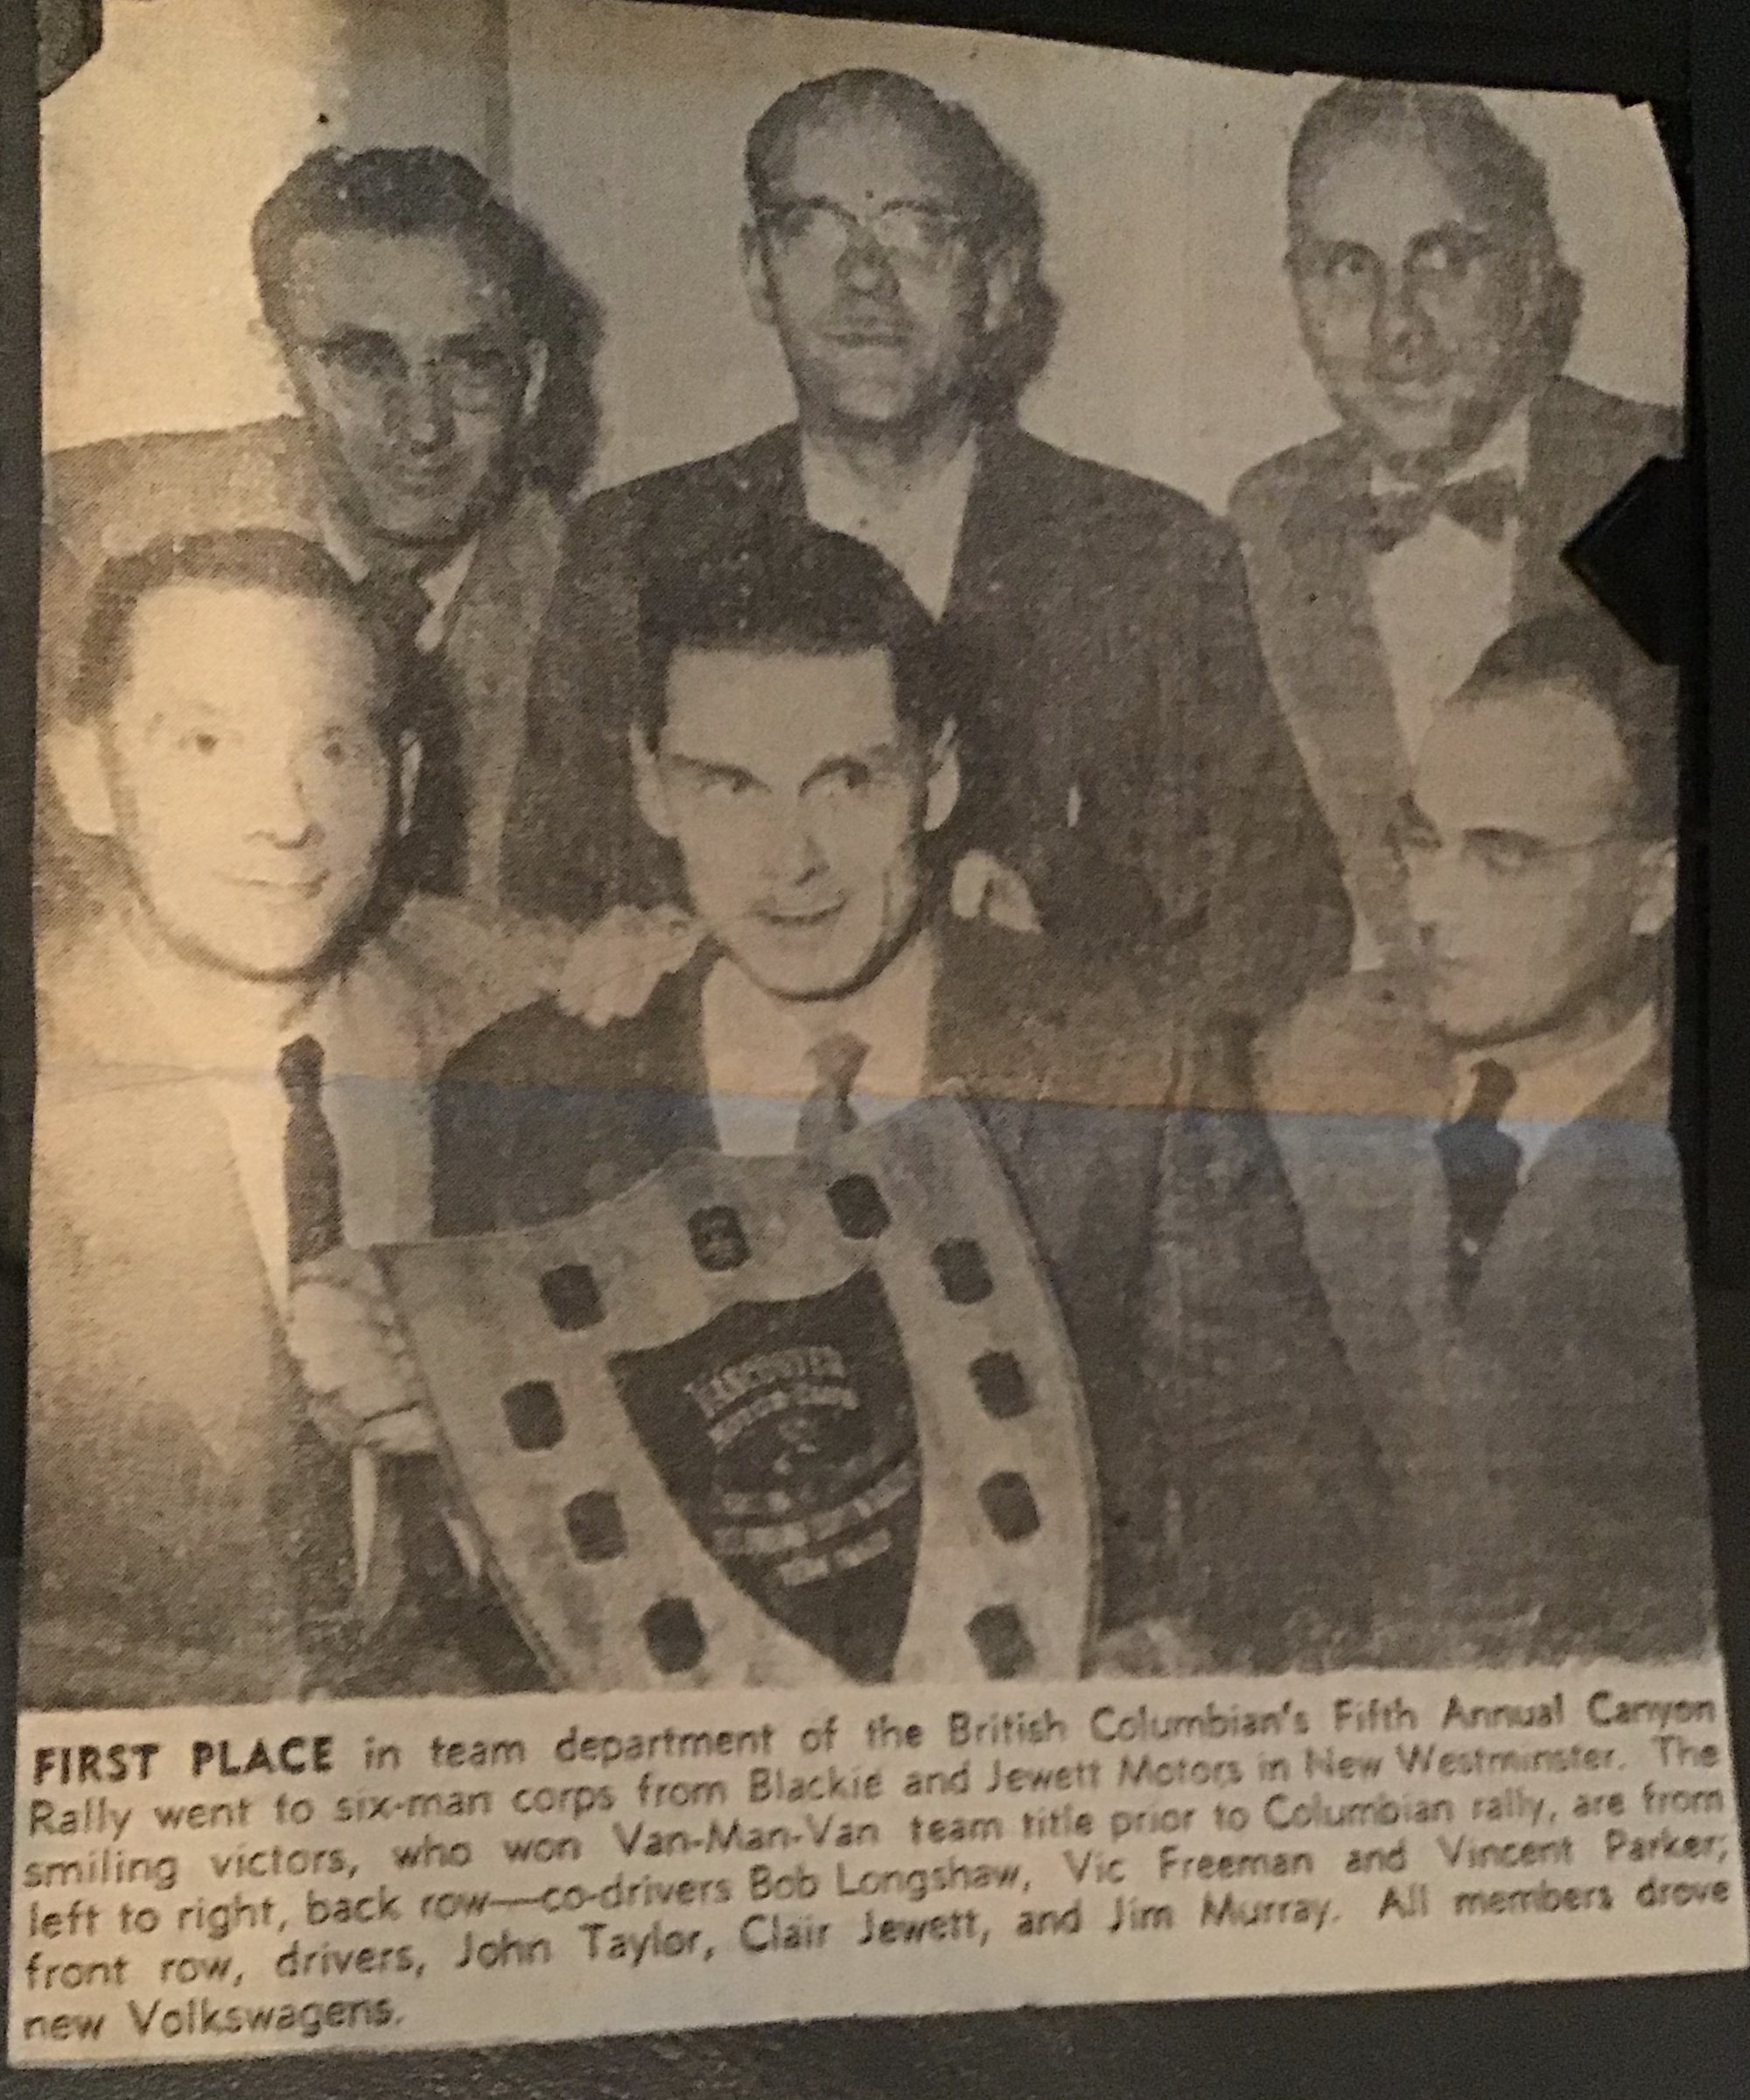 VANCOUVER
FIRST PLACE in team department of the British Columbian's Fifth Annual Canyon
Rally went to six-man corps from Blackie and Jewett Motors in New Westminster. The
smiling victors, who won Van-Man-Van team title prior to Columbian rally, are from
left to right, back row—co-drivers Bob Longshaw, Vic Freeman and Vincent Parker;
front row, drivers, John Taylor, Clair Jewett, and Jim Murray. All members drove
new Volkswagens.